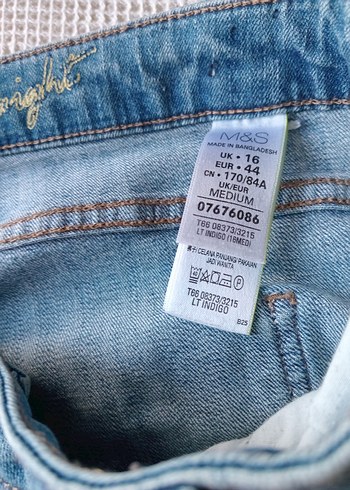 M&S
MADE IN BANGLADESH
UK • 16
EUR • 44
CN • 170/84A
UK/EUR
MEDIUM
07676086
T66 08373/3215
LT INDIGO (16MED)
CELANA PANJANG PAKAIAN
JADI WANITA
T66 08373/3215
LT INDIGO